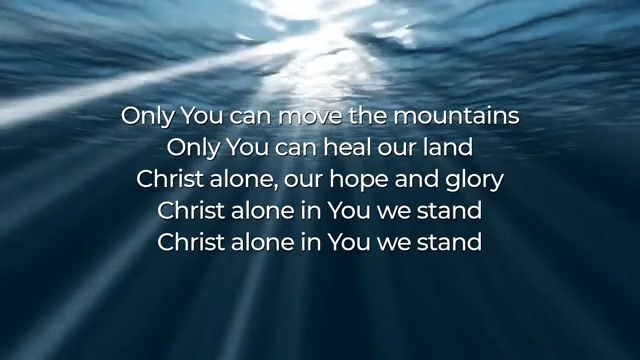 Only You can move the mountains
Only You can heal our land
Christ alone, our hope and glory
Christ alone in You we stand
Christ alone in You we stand